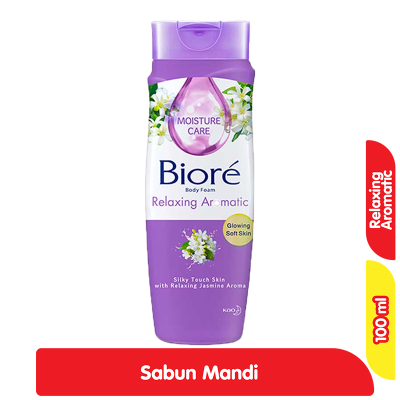 MOISTURE
CARE
Bioré
Body Foam
Relaxing Aromatic
Glowing
Soft Skin
Silky Touch Skin
with Relaxing Jasmine Aroma
Kao
Relaxing
Aromatic
100 ml
Sabun Mandi